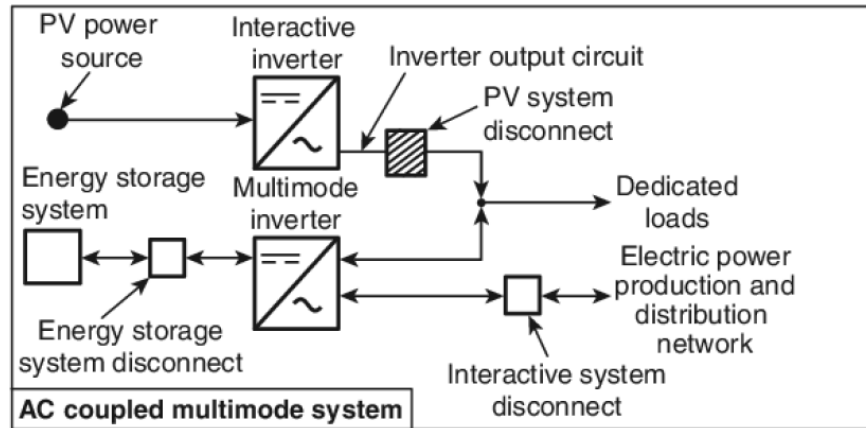 PV power
source
Interactive
inverter
Inverter output circuit
PV system
disconnect
Energy storage
system
Multimode
inverter
Dedicated
loads
Electric power
production and
distribution
network
Energy storage
system disconnect
Interactive system
disconnect
AC coupled multimode system